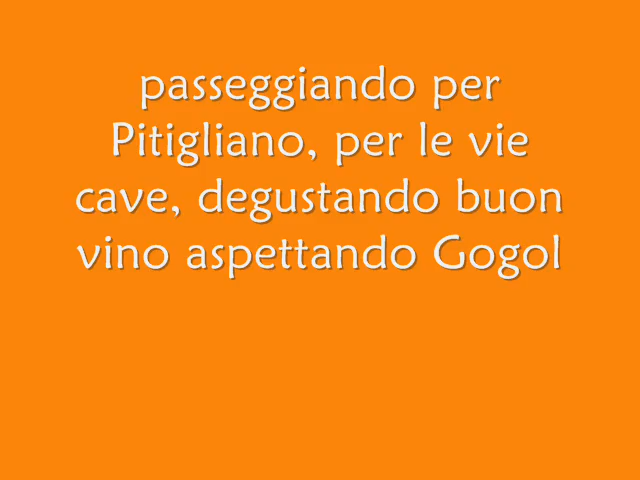 passeggiando per
Pitigliano, per le vie
cave, degustando buon
vino aspettando Gogol